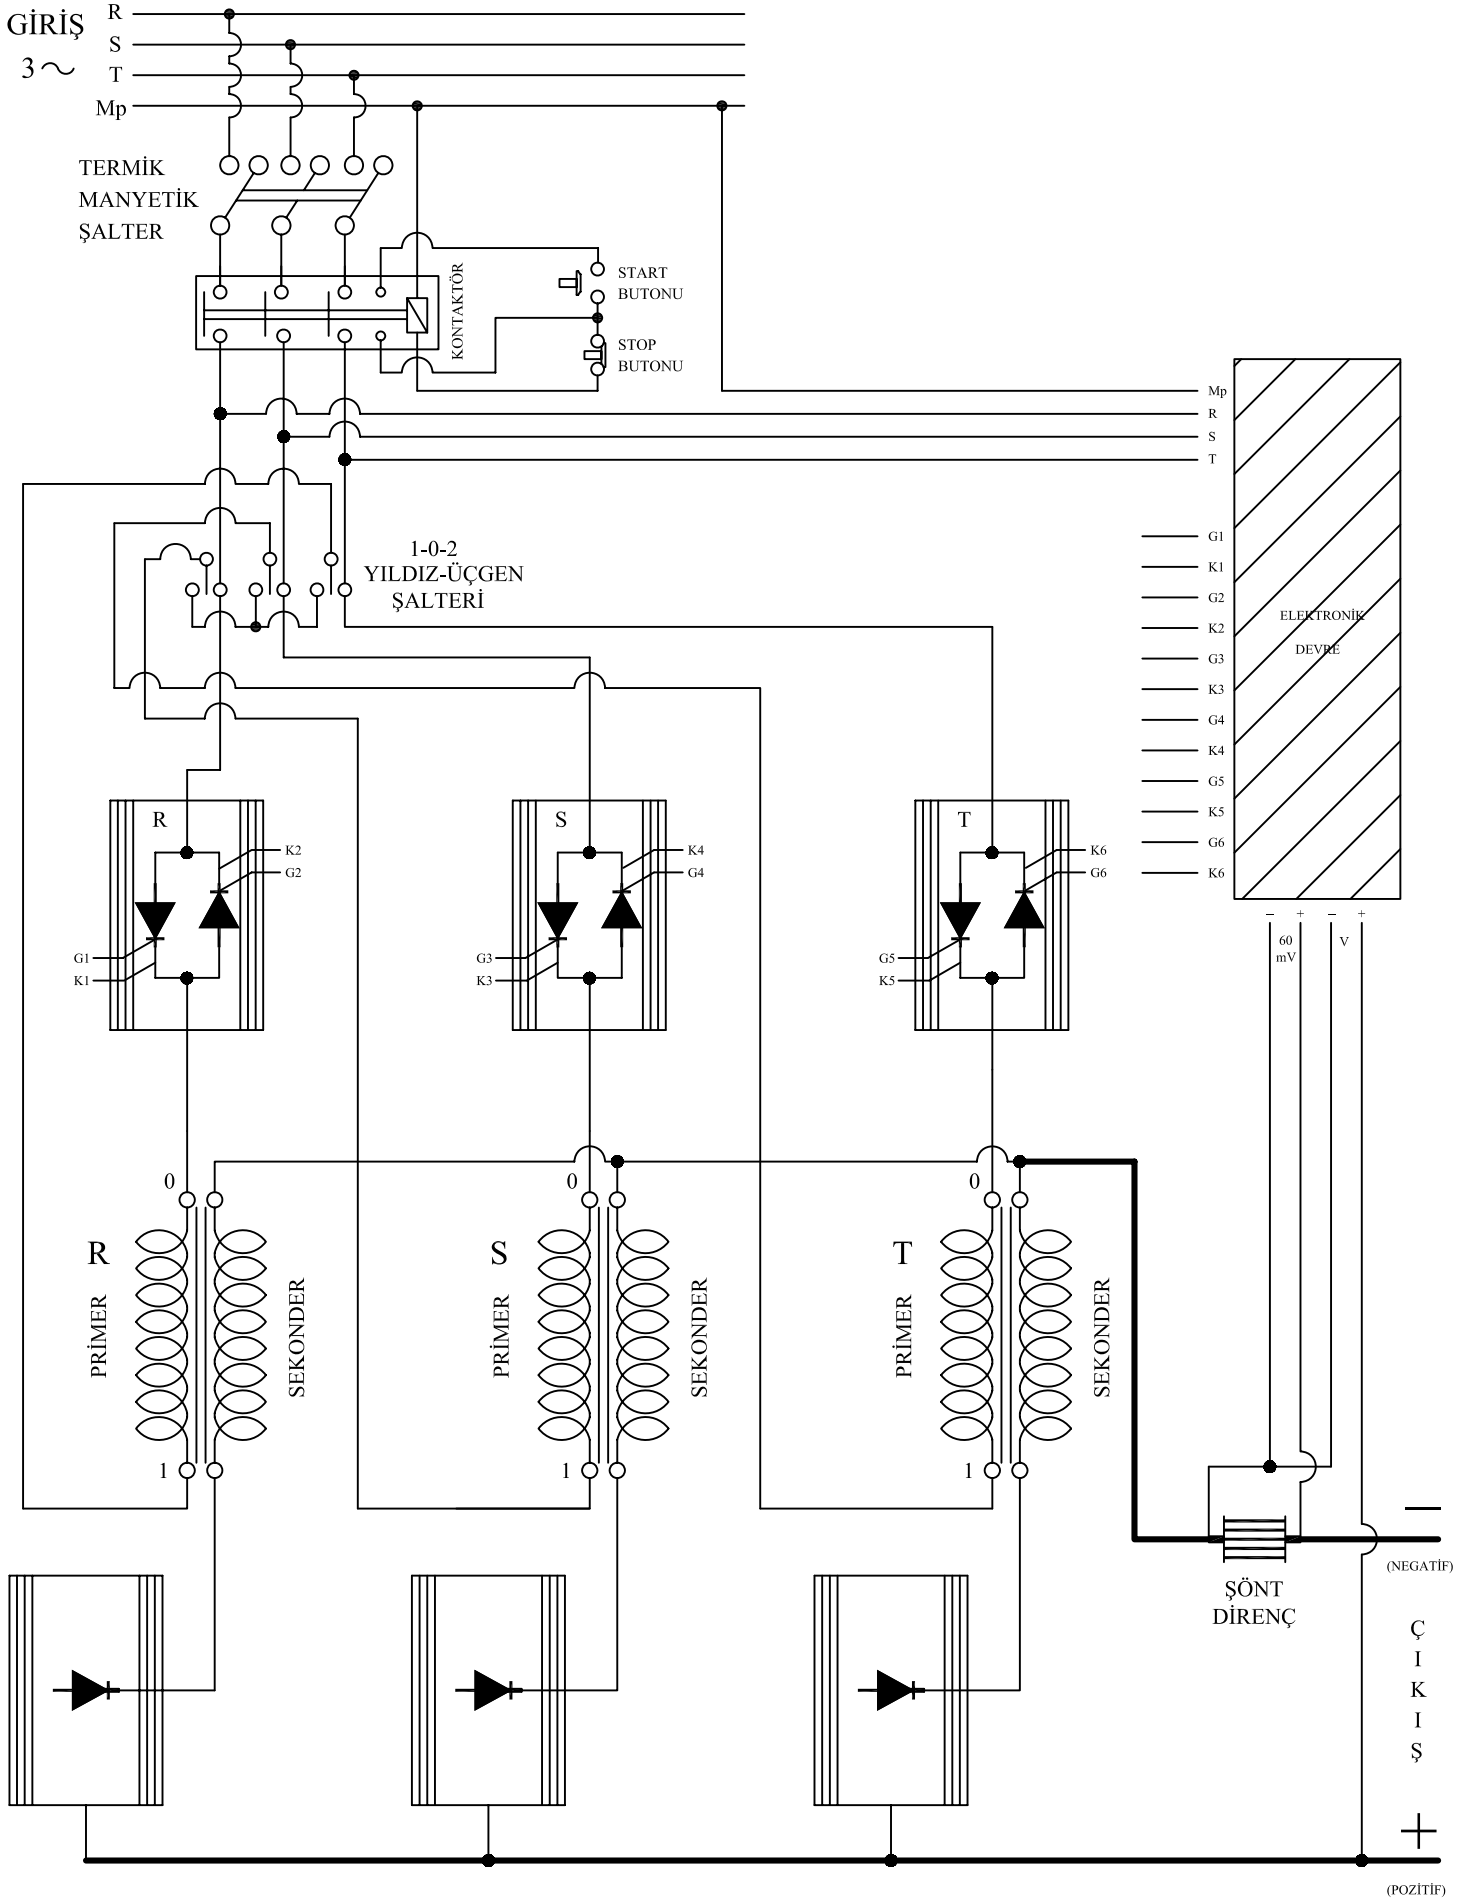 GİRİŞ
3
R
S
T
Mp
TERMİK
MANYETİK
ŞALTER
KONTAKTÖR
START
BUTONU
STOP
BUTONU
Mp
R
S
T
1-0-2
YILDIZ-ÜÇGEN
ŞALTERİ
G1
K1
G2
K2
G3
K3
G4
K4
G5
K5
G6
K6
ELEKTRONİK
DEVRE
– + – +
60
mV
V
R
K2
G2
G1
K1
S
K4
G4
G3
K3
T
K6
G6
G5
K5
0
R
PRİMER
SEKONDER
1
0
S
PRİMER
SEKONDER
1
0
T
PRİMER
SEKONDER
1
ŞÖNT
DİRENÇ
–
(NEGATİF)
Ç
I
K
I
Ş
+
(POZİTİF)